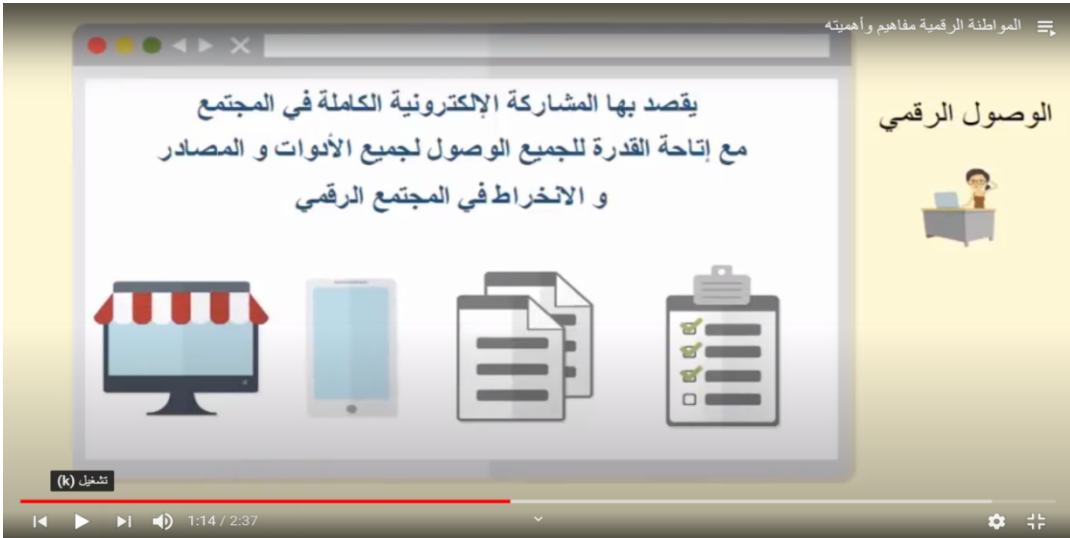 المواطنة الرقمية مفاهيم وأهميته
الوصول الرقمي
يقصد بها المشاركة الإلكترونية الكاملة في المجتمع
مع إتاحة القدرة للجميع الوصول لجميع الأدوات و المصادر
و الانخراط في المجتمع الرقمي
تشغيل (k)
1:14 / 2:37